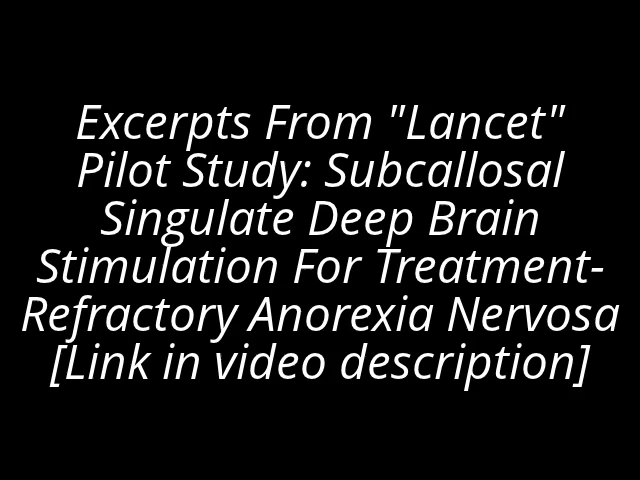 Excerpts From "Lancet"
Pilot Study: Subcallosal
Singulate Deep Brain
Stimulation For Treatment-
Refractory Anorexia Nervosa
[Link in video description]